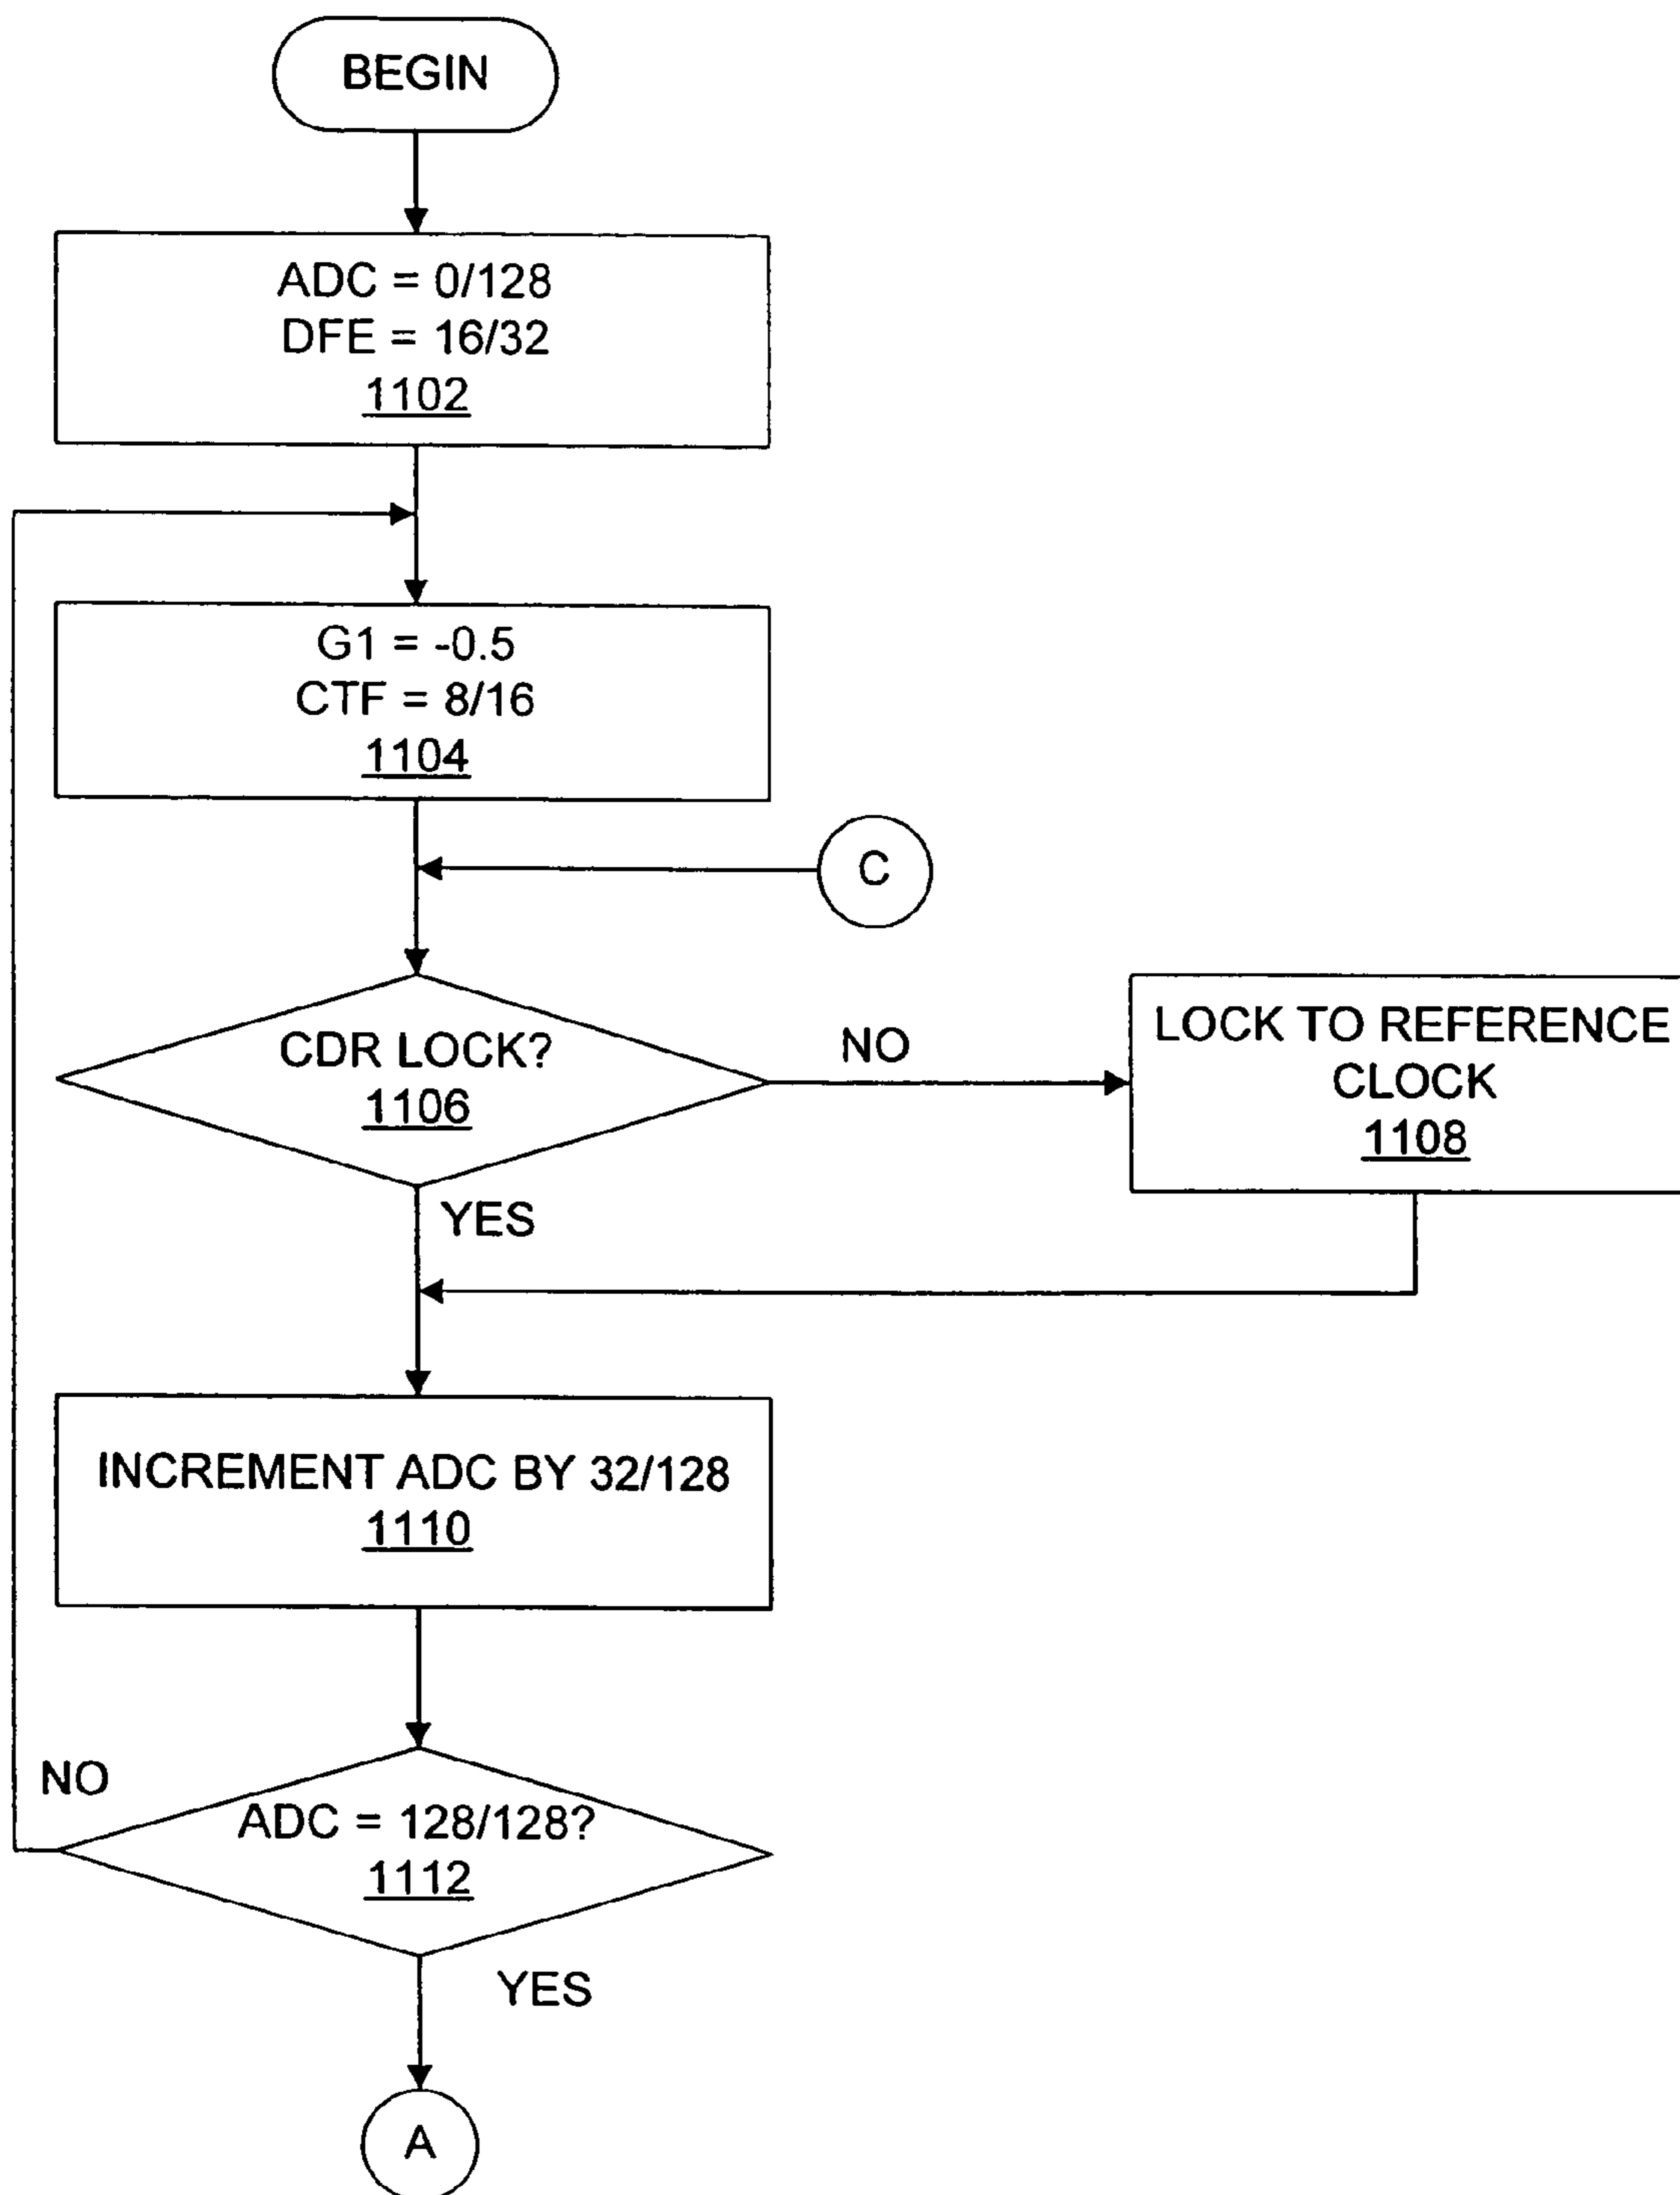 BEGIN
ADC = 0/128
DFE = 16/32
1102
G1 = -0.5
CTF = 8/16
1104
C
CDR LOCK?
1106
NO
LOCK TO REFERENCE
CLOCK
1108
YES
INCREMENT ADC BY 32/128
1110
NO
ADC = 128/128?
1112
YES
A